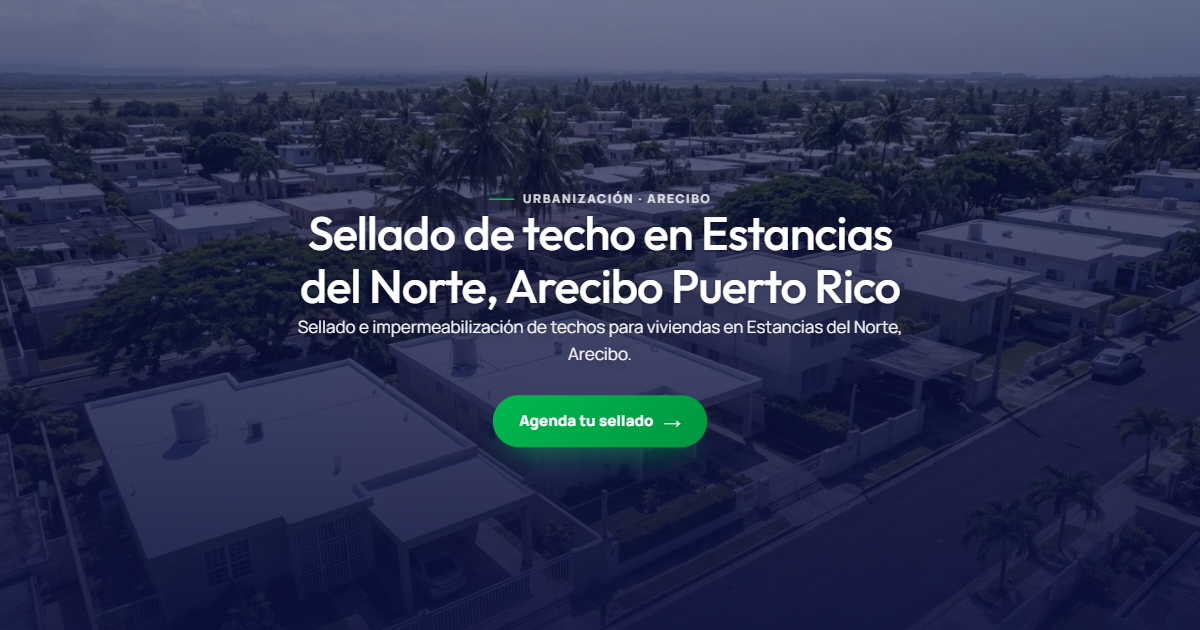 URBANIZACIÓN · ARECIBO
Sellado de techo en Estancias
del Norte, Arecibo Puerto Rico
Sellado e impermeabilización de techos para viviendas en Estancias del Norte,
Arecibo.
Agenda tu sellado →